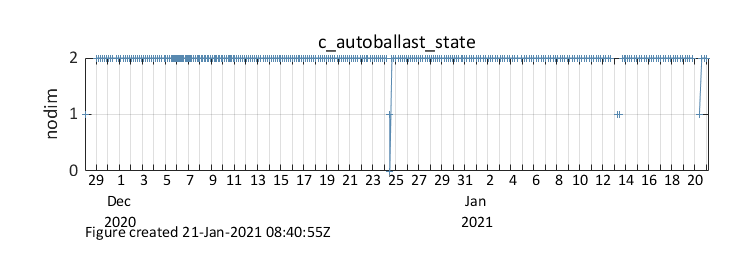 c_autoballast_state
nodim
2
1
0
29 1 3 5 7 9 11 13 15 17 19 21 23 25 27 29 31 2 4 6 8 10 12 14 16 18 20
Dec Jan
2020 2021
Figure created 21-Jan-2021 08:40:55Z